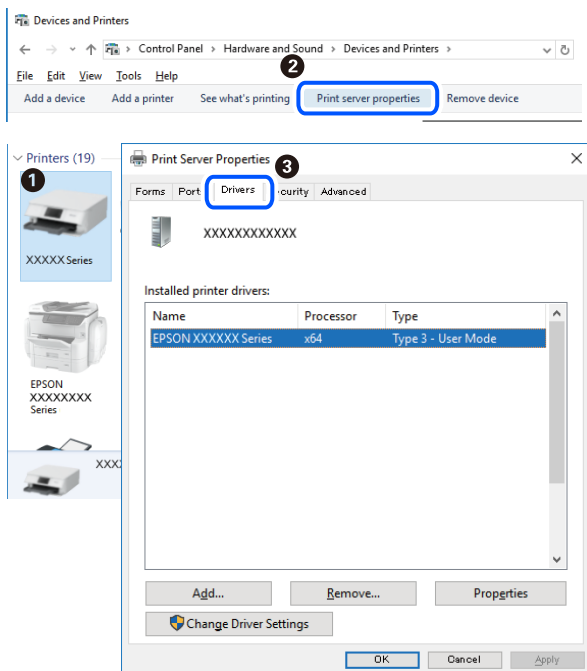 Devices and Printers
Control Panel > Hardware and Sound > Devices and Printers >
File Edit View Tools Help
2
Add a device Add a printer See what's printing Print server properties Remove device
Printers (19)
1
XXXXX Series
EPSON
XXXXXXXX
Series
XXX
Print Server Properties
3
Forms Port Drivers curity Advanced
XXXXXXXXXXXX
Installed printer drivers:
Name Processor Type
EPSON XXXXXX Series x64 Type 3 - User Mode
Add... Remove... Properties
Change Driver Settings
OK Cancel Apply